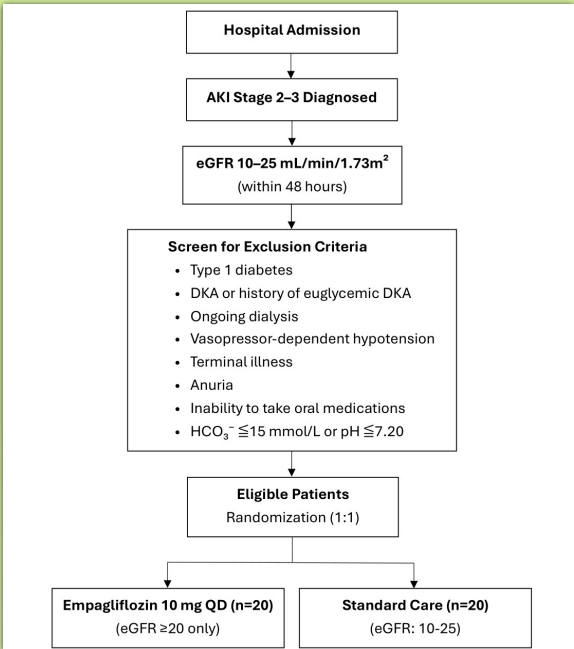 Hospital Admission
AKI Stage 2–3 Diagnosed
eGFR 10–25 mL/min/1.73m²
(within 48 hours)
Screen for Exclusion Criteria
• Type 1 diabetes
• DKA or history of euglycemic DKA
• Ongoing dialysis
• Vasopressor-dependent hypotension
• Terminal illness
• Anuria
• Inability to take oral medications
• HCO₃⁻ ≦15 mmol/L or pH ≦7.20
Eligible Patients
Randomization (1:1)
Empagliflozin 10 mg QD (n=20)
(eGFR ≥20 only)
Standard Care (n=20)
(eGFR: 10-25)